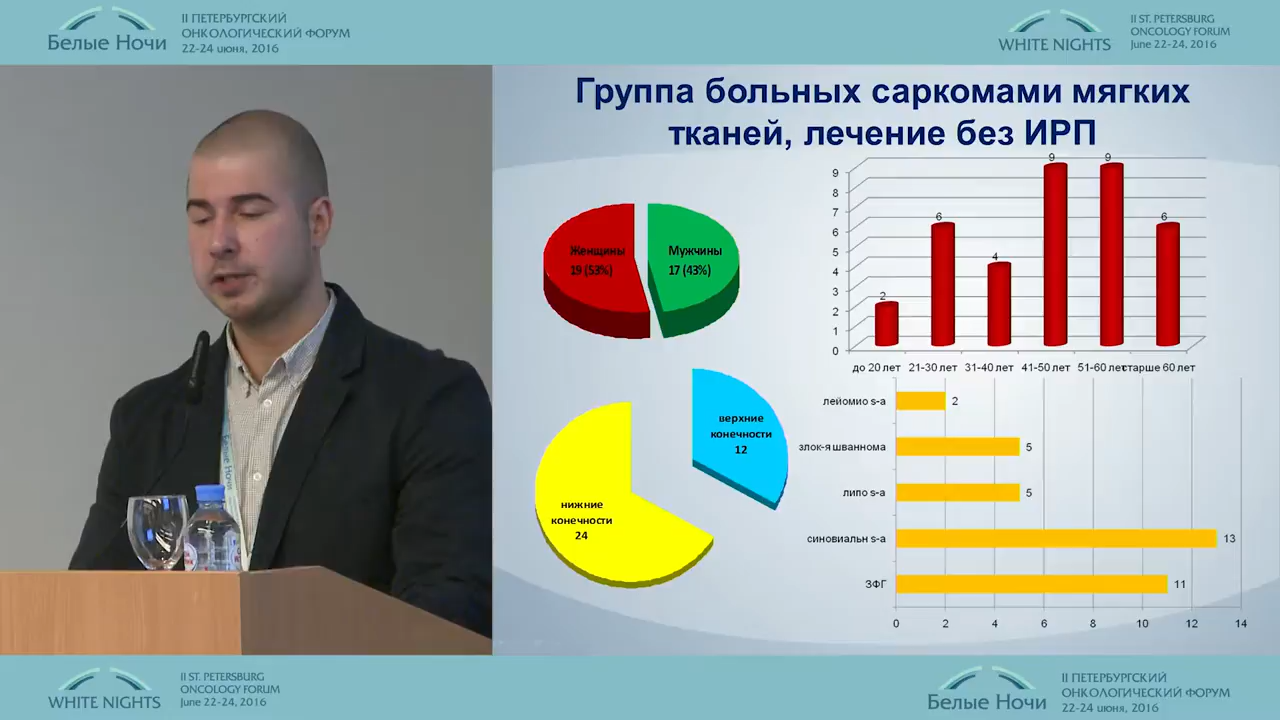 Белые Ночи
II ПЕТЕРБУРГСКИЙ
ОНКОЛОГИЧЕСКИЙ ФОРУМ
22-24 июня, 2016
WHITE NIGHTS
II ST. PETERSBURG
ONCOLOGY FORUM
June 22-24, 2016
Группа больных саркомами мягких
тканей, лечение без ИРП
Женщины
19 (53%)
Мужчины
17 (43%)
9
8
7
6
5
4
3
2
1
0
2
6
4
9
9
6
до 20 лет
21-30 лет
31-40 лет
41-50 лет
51-60 лет
старше 60 лет
верхние
конечности
12
нижние
конечности
24
лейомио s-a
2
злок-я шваннома
5
липо s-a
5
синовиальн s-a
13
ЗФГ
11
0 2 4 6 8 10 12 14
Белые Ночи
WHITE NIGHTS
II ST. PETERSBURG
ONCOLOGY FORUM
June 22-24, 2016
Белые Ночи
II ПЕТЕРБУРГСКИЙ
ОНКОЛОГИЧЕСКИЙ ФОРУМ
22-24 июня, 2016